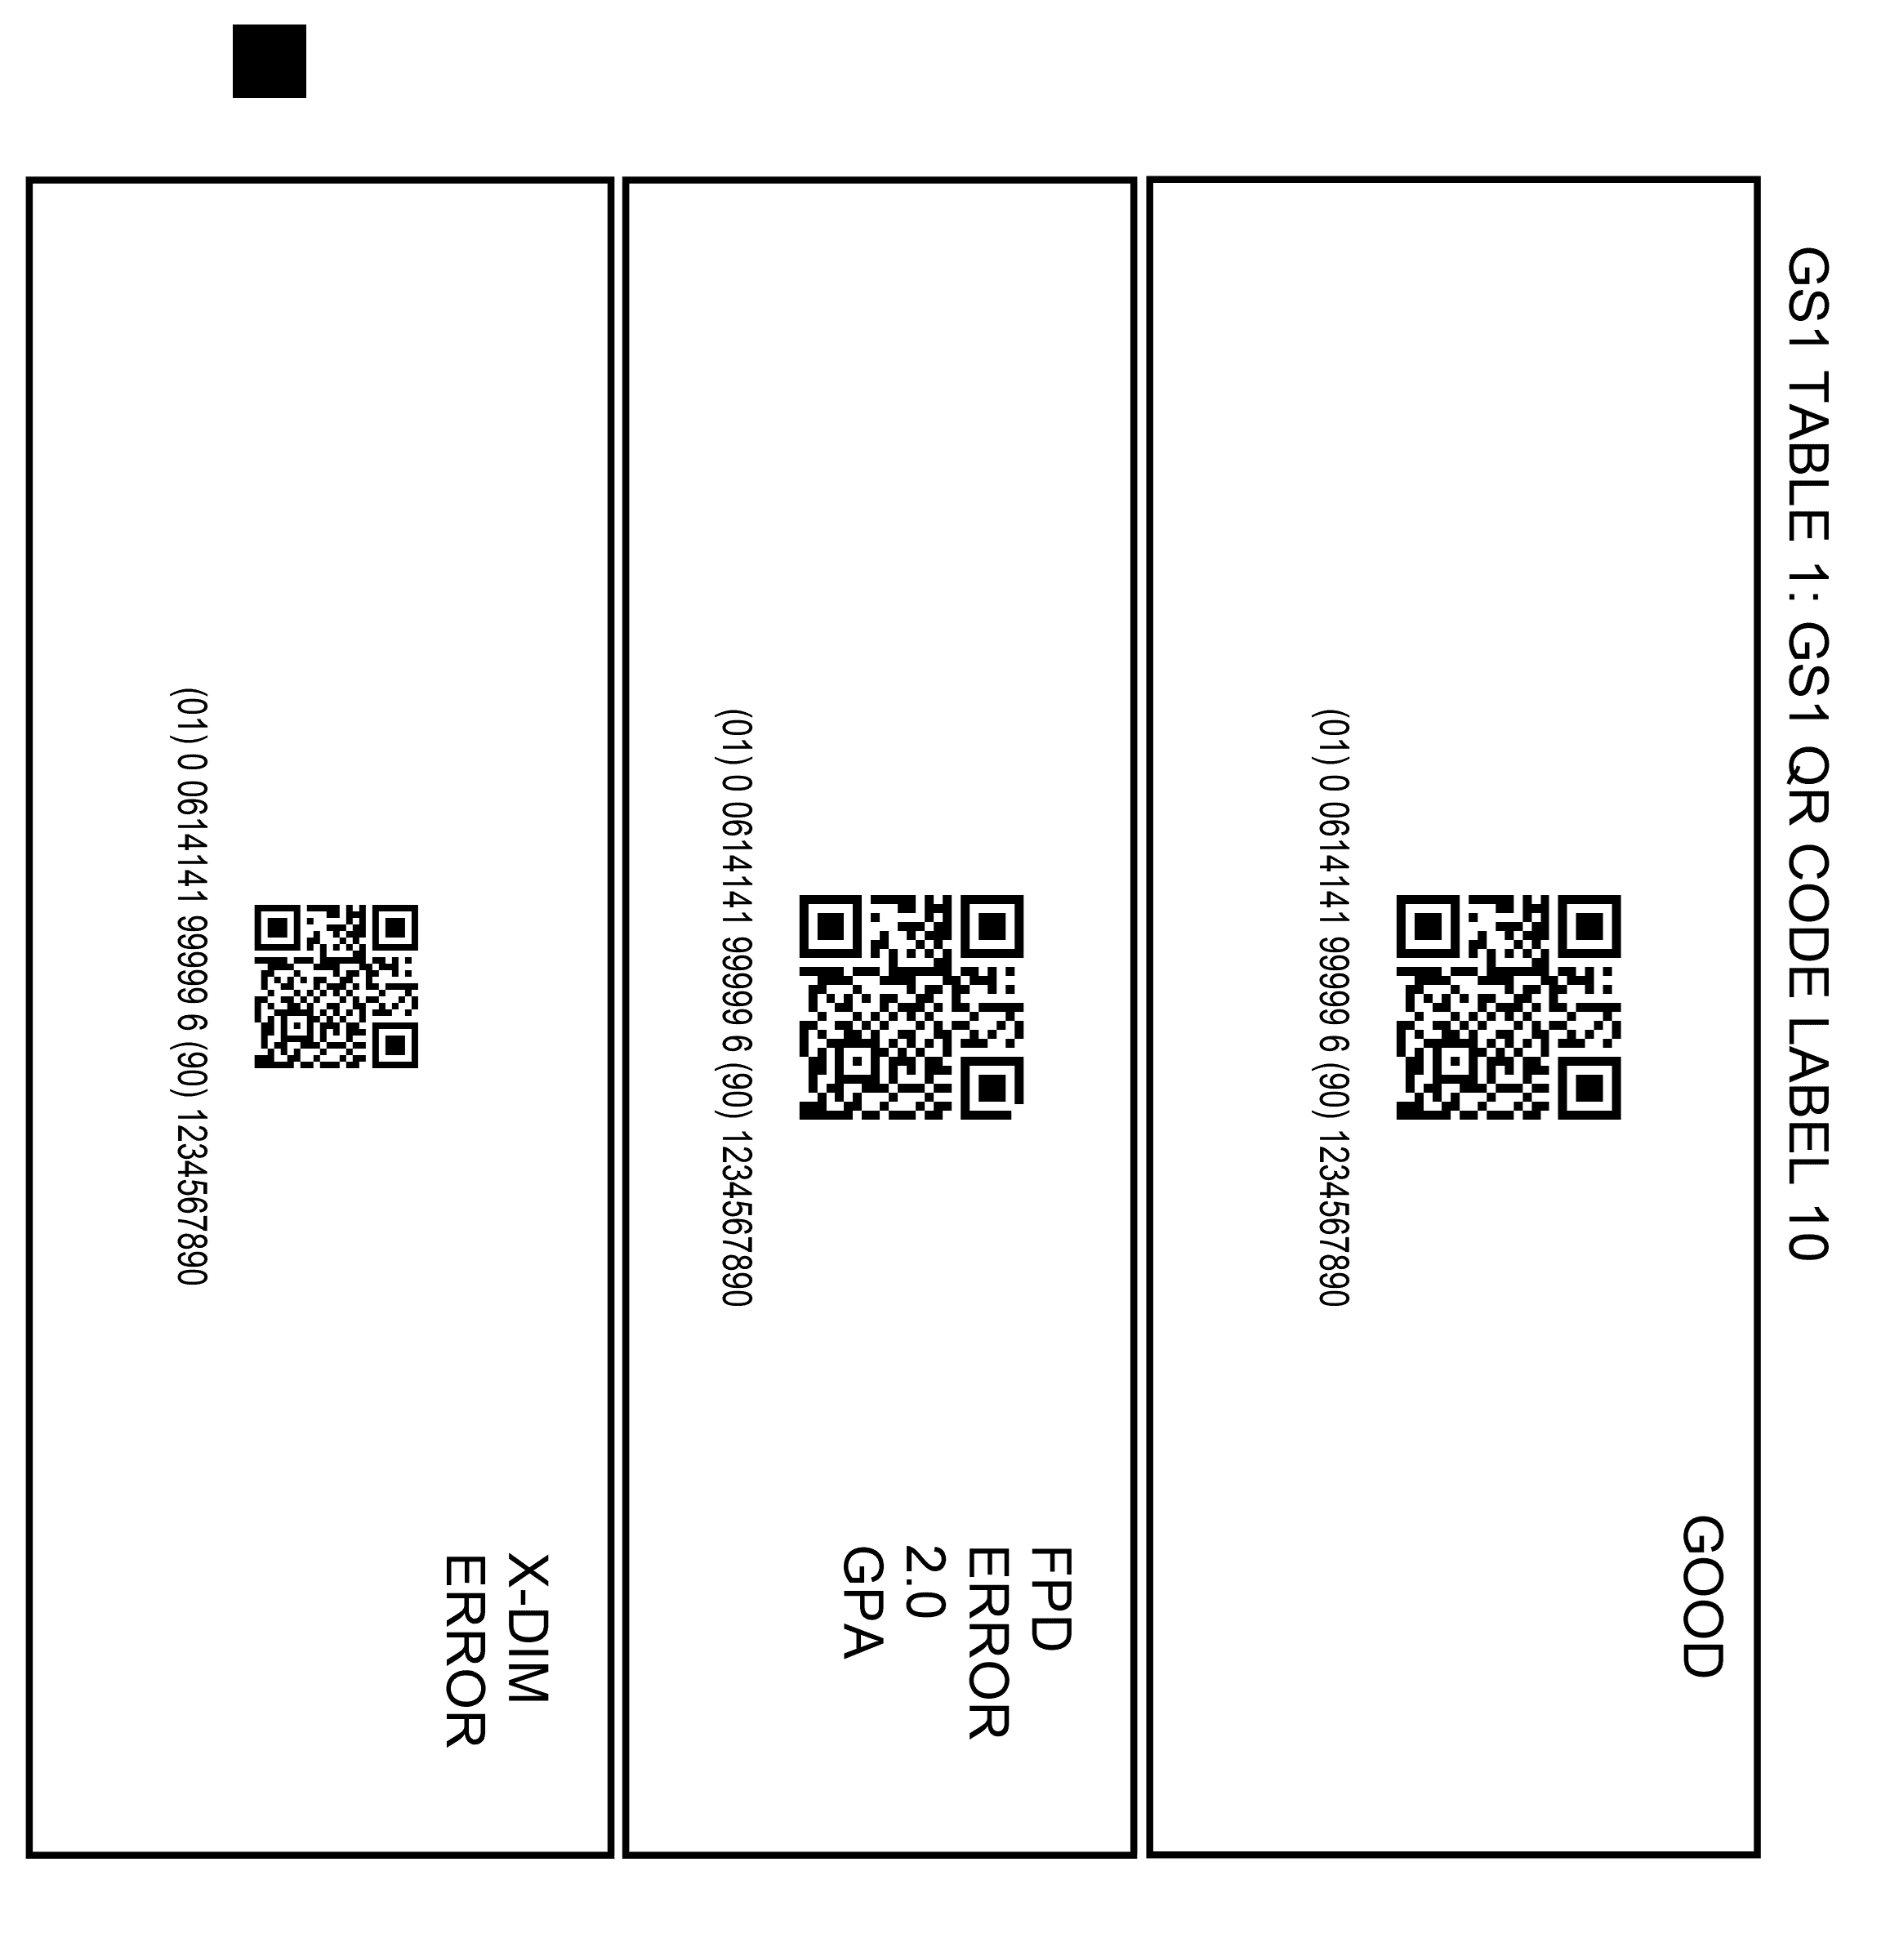 GS1 TABLE 1: GS1 QR CODE LABEL 10
GOOD
(01) 0 0614141 99999 6 (90) 1234567890
FPD
ERROR
2.0
GPA
(01) 0 0614141 99999 6 (90) 1234567890
X-DIM
ERROR
(01) 0 0614141 99999 6 (90) 1234567890